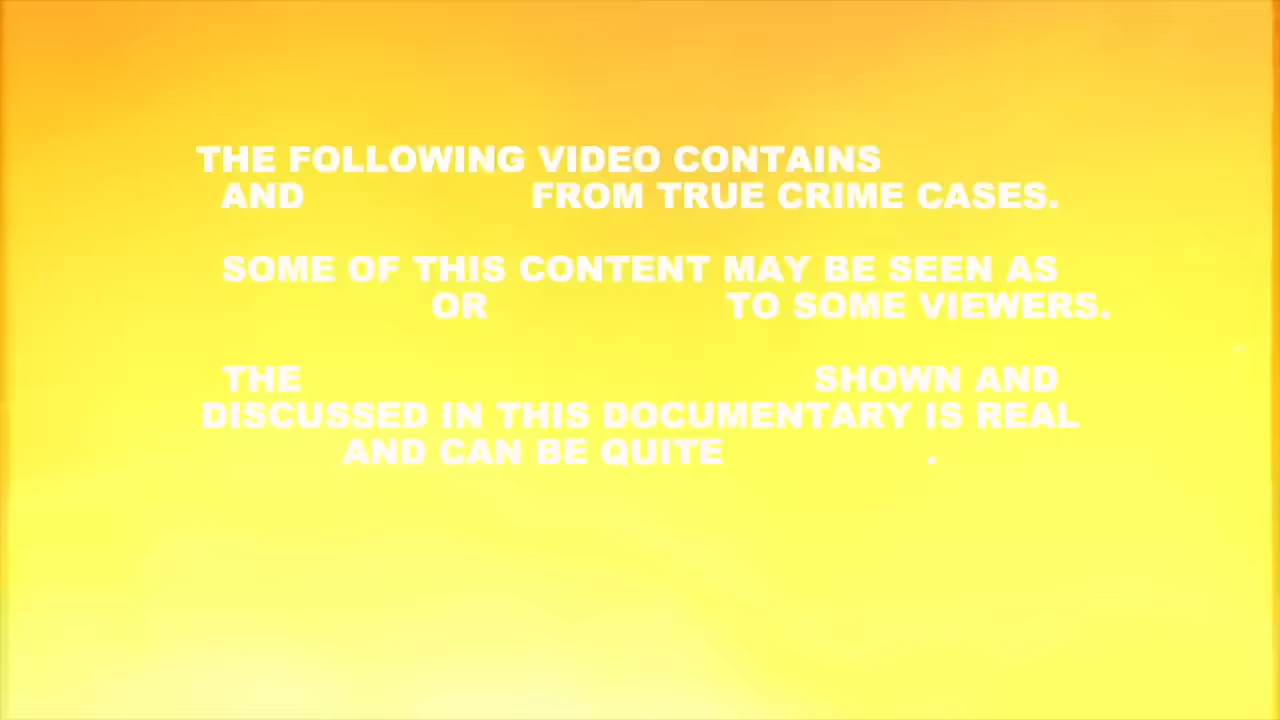 THE FOLLOWING VIDEO CONTAINS
AND FROM TRUE CRIME CASES.
SOME OF THIS CONTENT MAY BE SEEN AS
OR TO SOME VIEWERS.
THE SHOWN AND
DISCUSSED IN THIS DOCUMENTARY IS REAL
AND CAN BE QUITE .